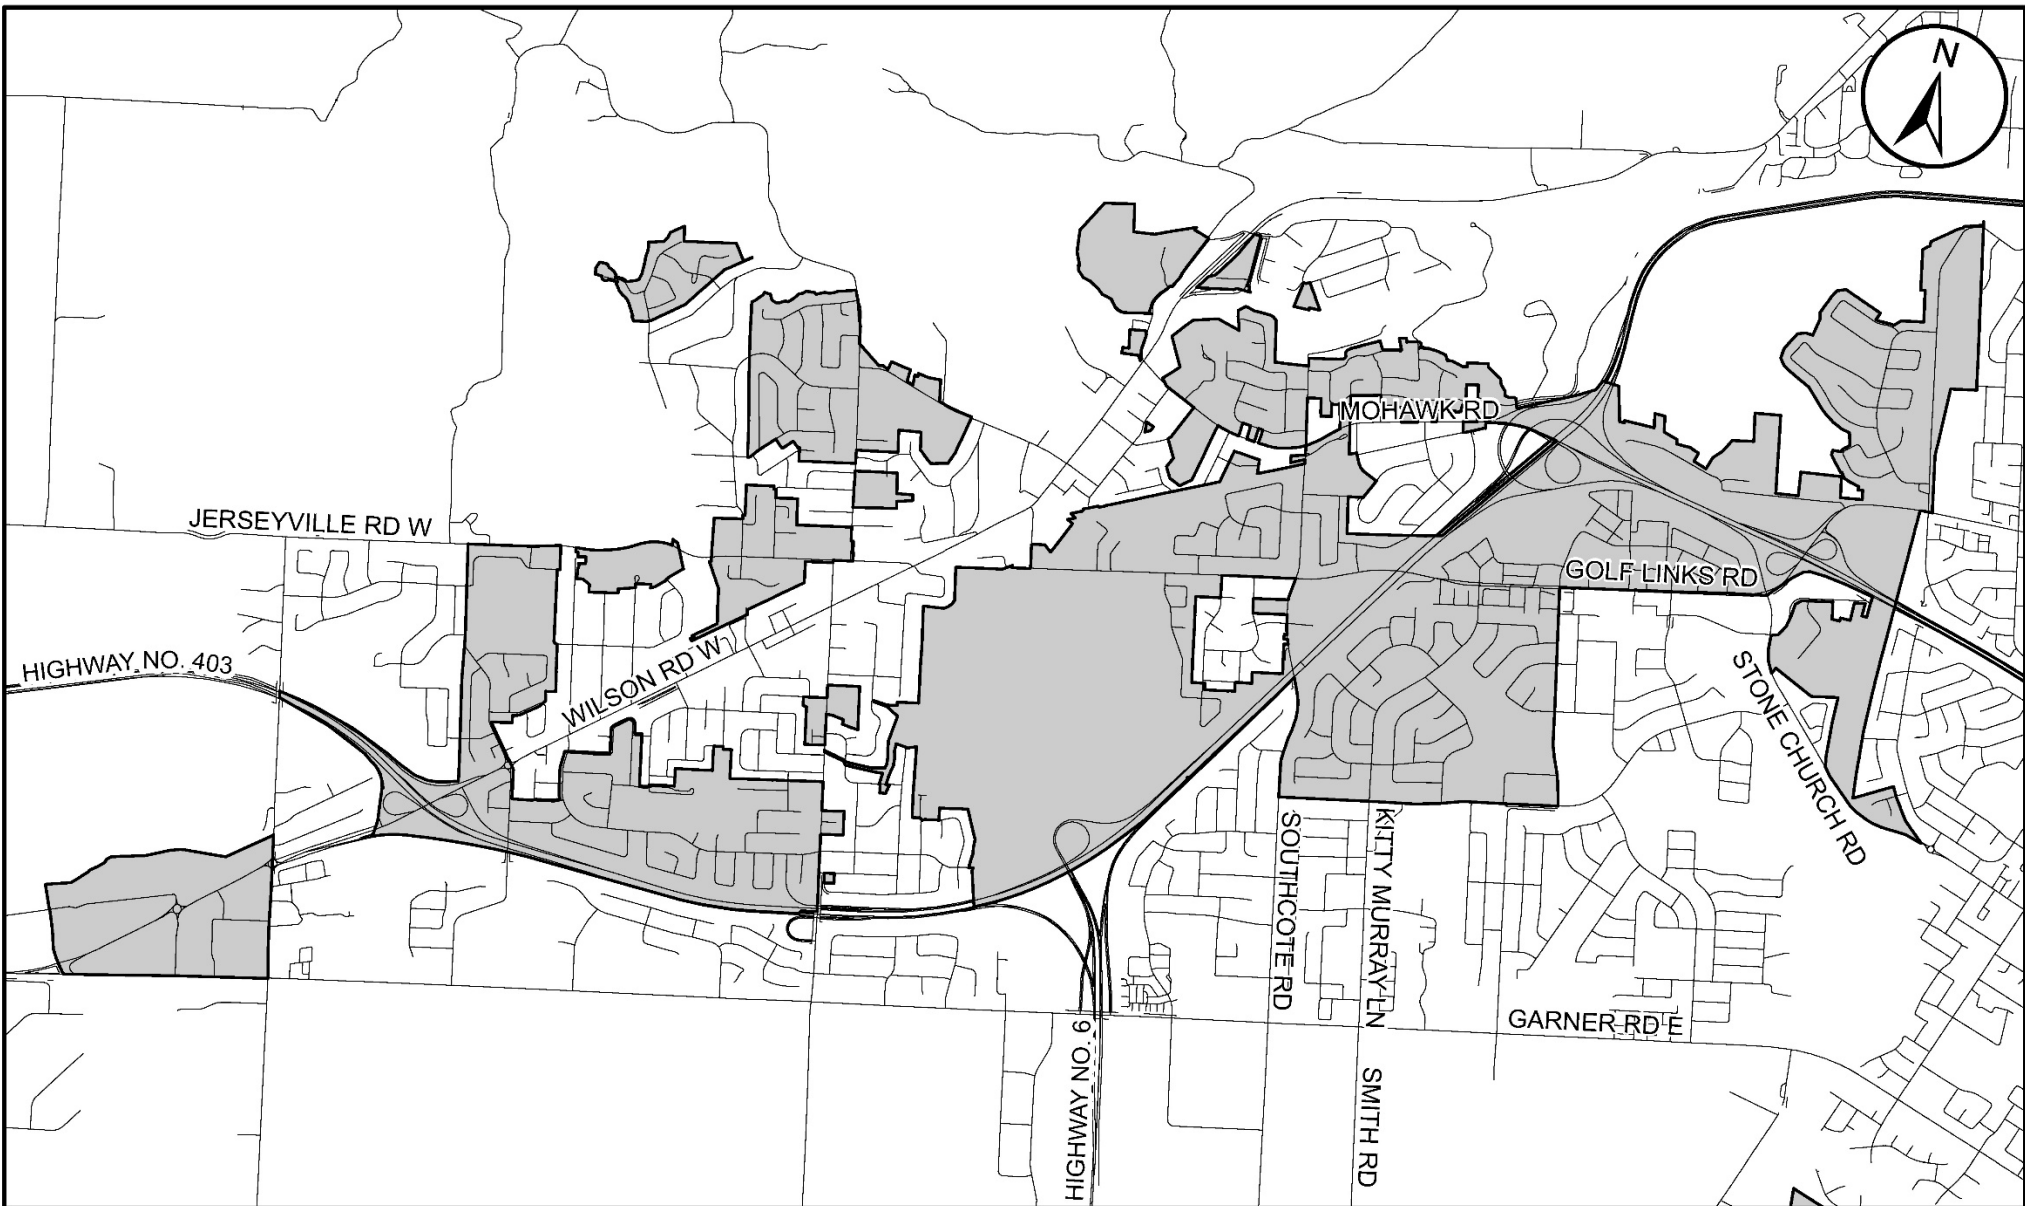 N
MOHAWK RD
JERSEYVILLE RD W
GOLF LINKS RD
HIGHWAY NO. 403
WILSON RD W
STONE CHURCH RD
SOUTHCOTE RD
KITTY MURRAY LN
GARNER RD E
HIGHWAY NO. 6
SMITH RD